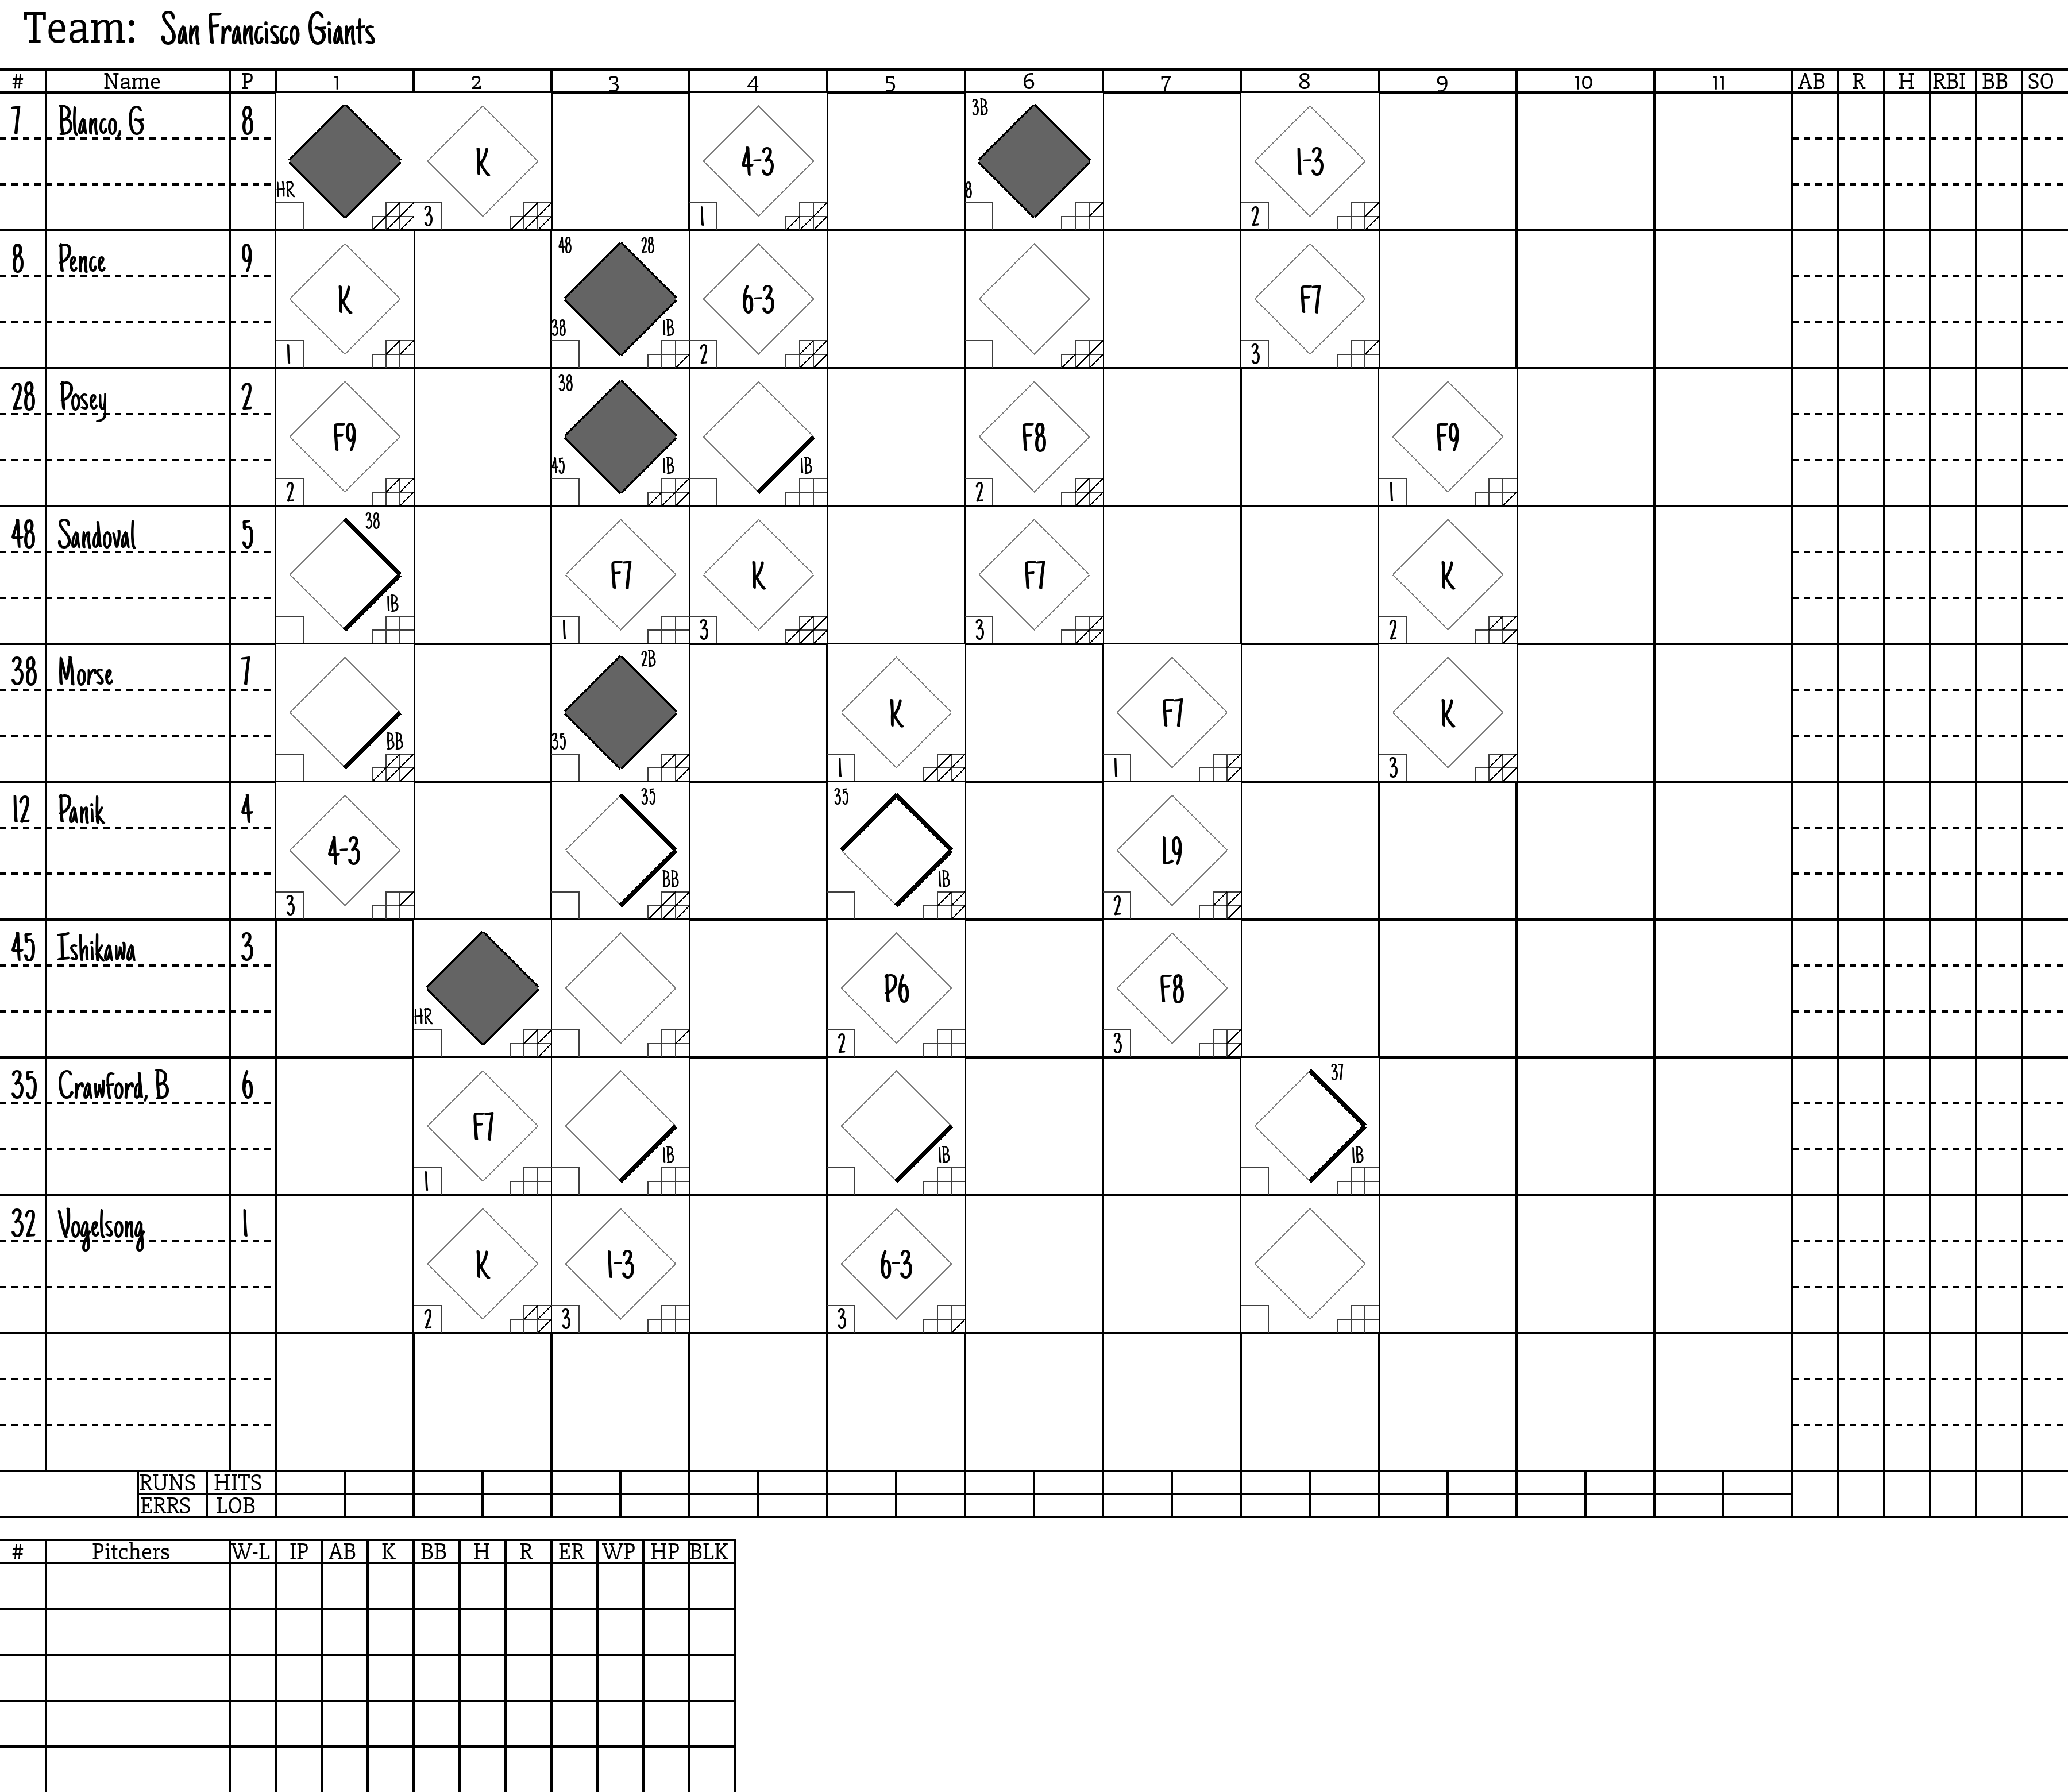 Team: San Francisco Giants
# Name P 1 2 3 4 5 6 7 8 9 10 11 AB R H RBI BB SO
3B
7 Blanco, G 8 K 4-3 1-3
HR 8
3 1 2
48 28
8 Pence 9 K 6-3 F7
38 1B
1 2 3
38
28 Posey 2 F9 F8 F9
45 1B 1B
2 2 1
38
48 Sandoval 5 F7 K F7 K
1B
1 3 3 2
2B
38 Morse 7 K F7 K
BB 35
1 1 3
35 35
12 Panik 4 4-3 L9
BB 1B
3 2
45 Ishikawa 3 P6 F8
HR
2 3
37
35 Crawford, B 6 F7
1B 1B 1B
1
32 Vogelsong 1 K 1-3 6-3
2 3 3
RUNS HITS
ERRS LOB
# Pitchers W-L IP AB K BB H R ER WP HP BLK